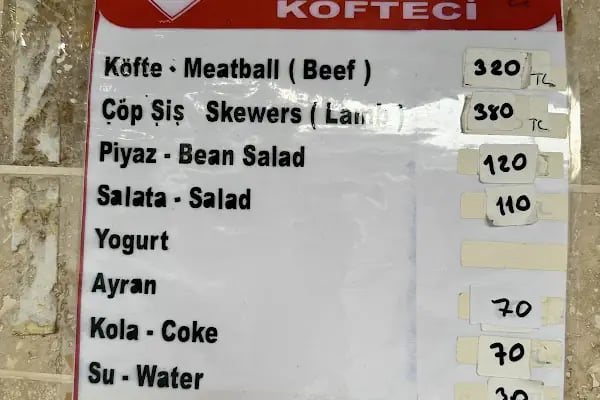 KÖFTECİ
Köfte - Meatball ( Beef ) 320 TL
Çöp Şiş Skewers ( Lamb ) 380 TL
Piyaz - Bean Salad 120
Salata - Salad 110
Yogurt
Ayran 70
Kola - Coke 70
Su - Water 30